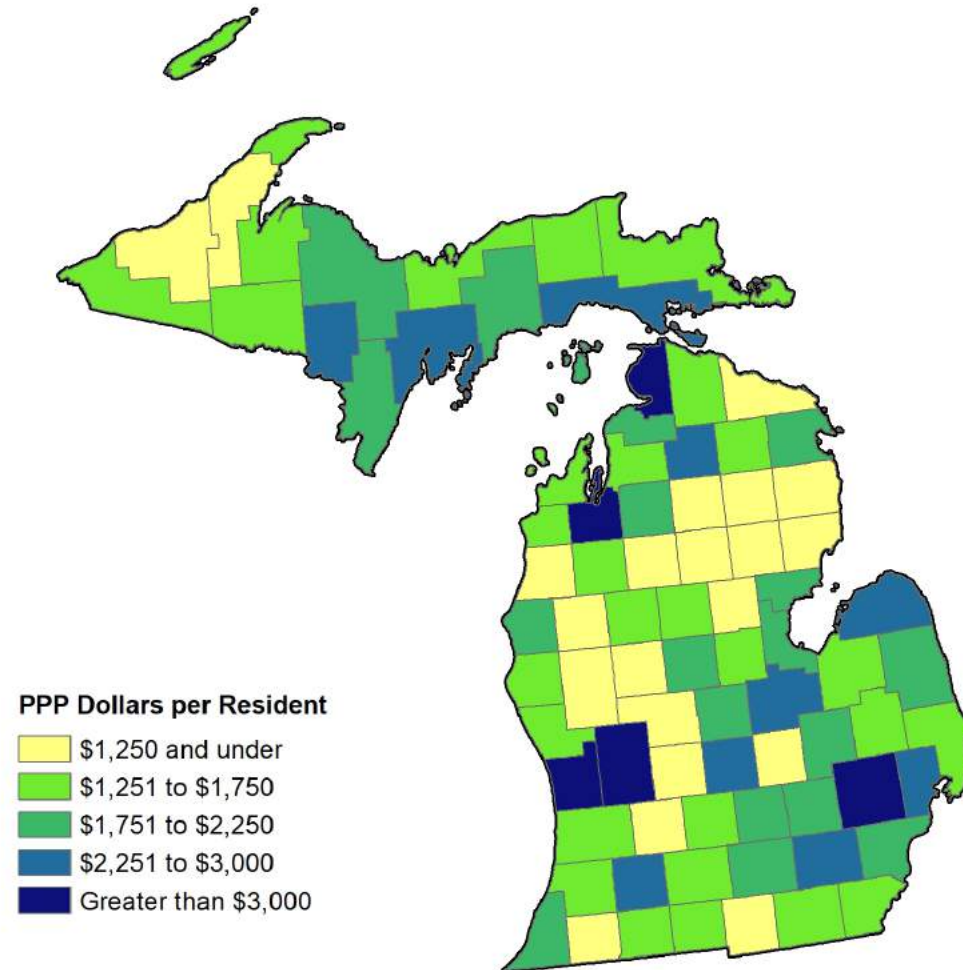 PPP Dollars per Resident
$1,250 and under
$1,251 to $1,750
$1,751 to $2,250
$2,251 to $3,000
Greater than $3,000